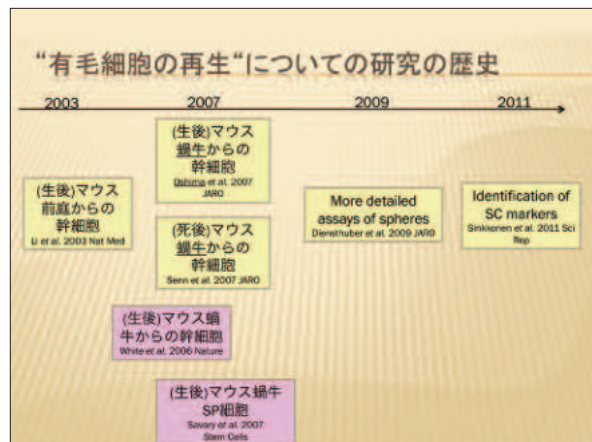 “有毛細胞の再生“についての研究の歴史
2003 2007 2009 2011
(生後)マウス
前庭からの
幹細胞
Li et al. 2003 Nat Med
(生後)マウス
蝸牛からの
幹細胞
Oshima et al. 2007
JARO
(死後)マウス
蝸牛からの
幹細胞
Senn et al. 2007 JARO
(生後)マウス蝸
牛からの幹細胞
White et al. 2006 Nature
(生後)マウス蝸牛
SP細胞
Savary et al. 2007
Stem Cells
More detailed
assays of spheres
Diensthuber et al. 2009 JARO
Identification of
SC markers
Sinkkonen et al. 2011 Sci
Rep